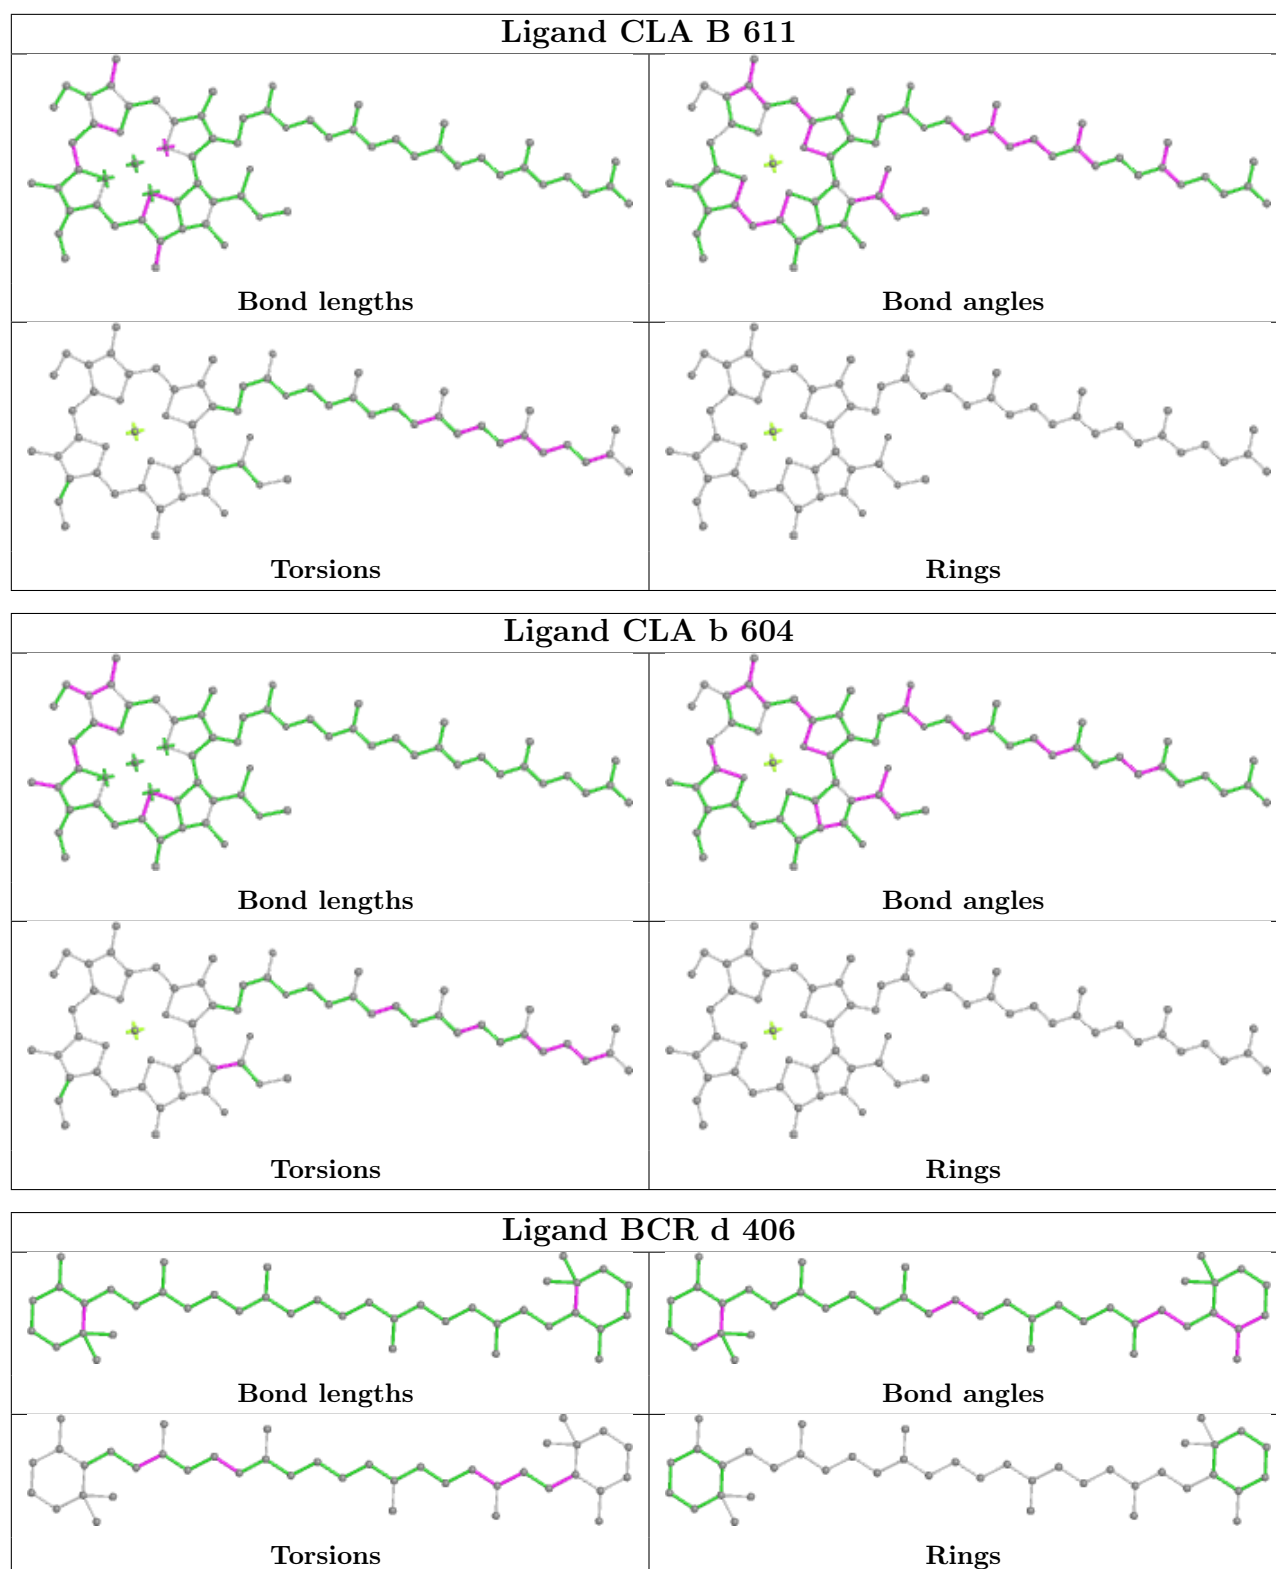 Ligand CLA B 611
Bond lengths
Bond angles
Torsions
Rings
Ligand CLA b 604
Bond lengths
Bond angles
Torsions
Rings
Ligand BCR d 406
Bond lengths
Bond angles
Torsions
Rings